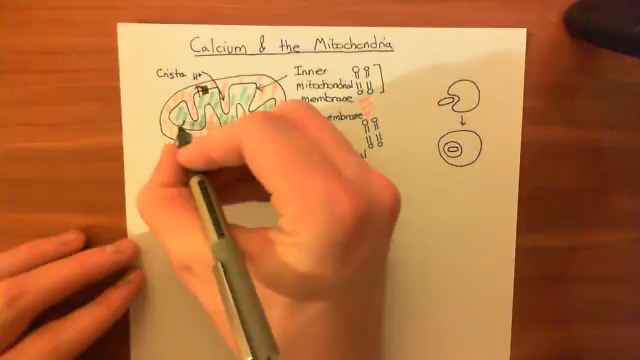 Calcium & the Mitochondria
Crista H+
Inner
mitochondrial
membrane
membrane